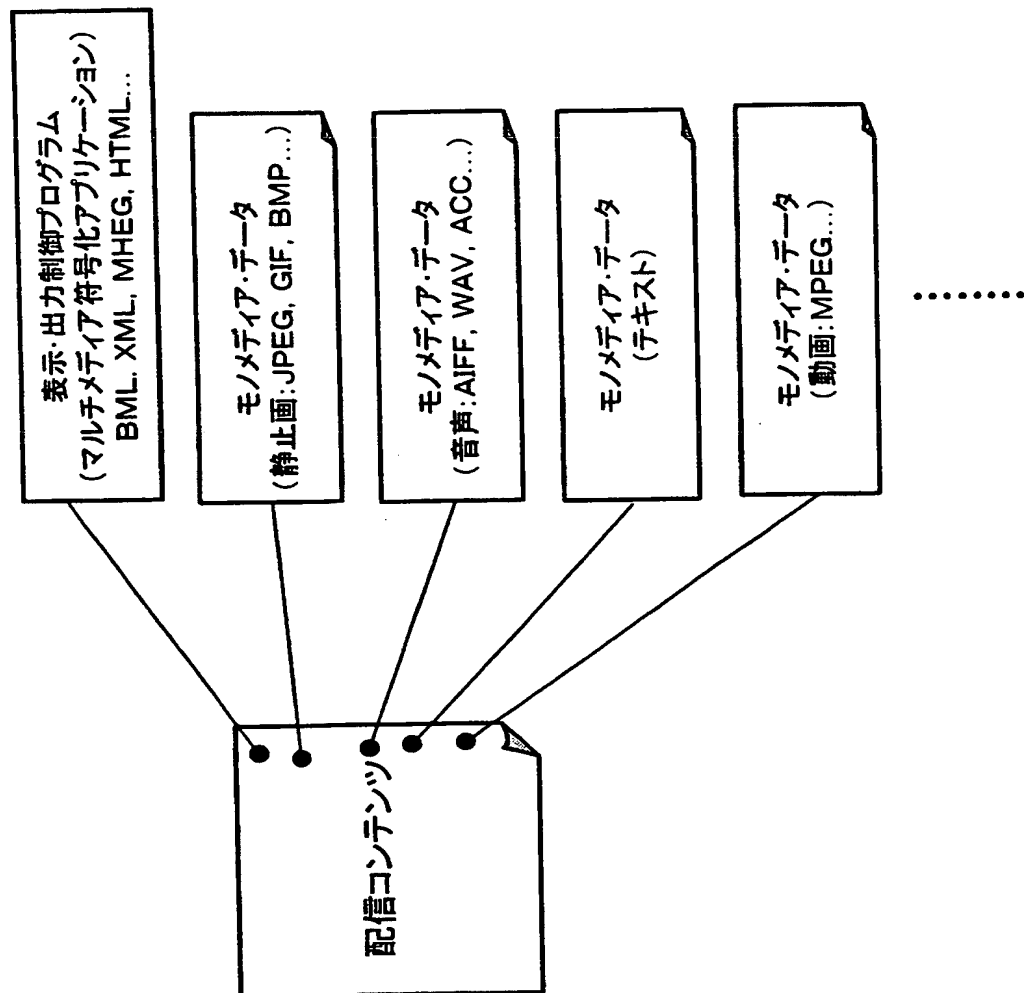 表示・出力制御プログラム
(マルチメディア符号化アプリケーション)
BML, XML, MHEG, HTML...
モノメディア・データ
(静止画:JPEG, GIF, BMP...)
モノメディア・データ
(音声:AIFF, WAV, ACC...)
モノメディア・データ
(テキスト)
モノメディア・データ
(動画:MPEG...)
配信コンテンツ